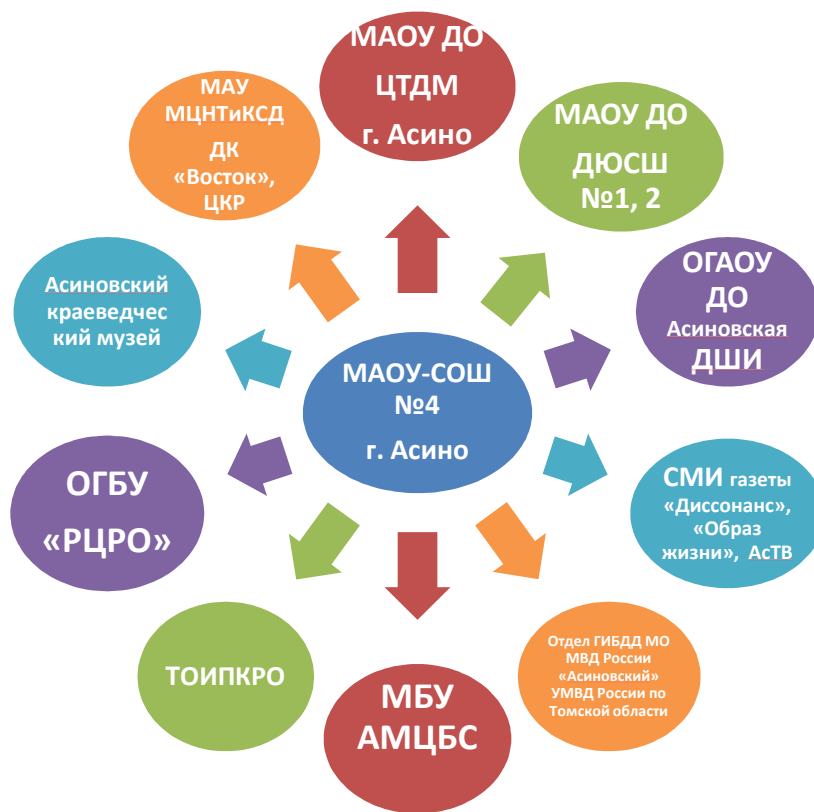 МАОУ ДО
ЦТДМ
г. Асино
МАОУ ДО
ДЮСШ
№1, 2
ОГАОУ
ДО
Асиновская
ДШИ
СМИ газеты
«Диссонанс»,
«Образ
жизни», АсТВ
Отдел ГИБДД МО
МВД России
«Асиновский»
УМВД России по
Томской области
МБУ
АМЦБС
ТОИПКРО
ОГБУ
«РЦРО»
Асиновский
краеведчес
кий музей
МАУ
МЦНТиКСД
ДК
«Восток»,
ЦКР
МАОУ-СОШ
№4
г. Асино